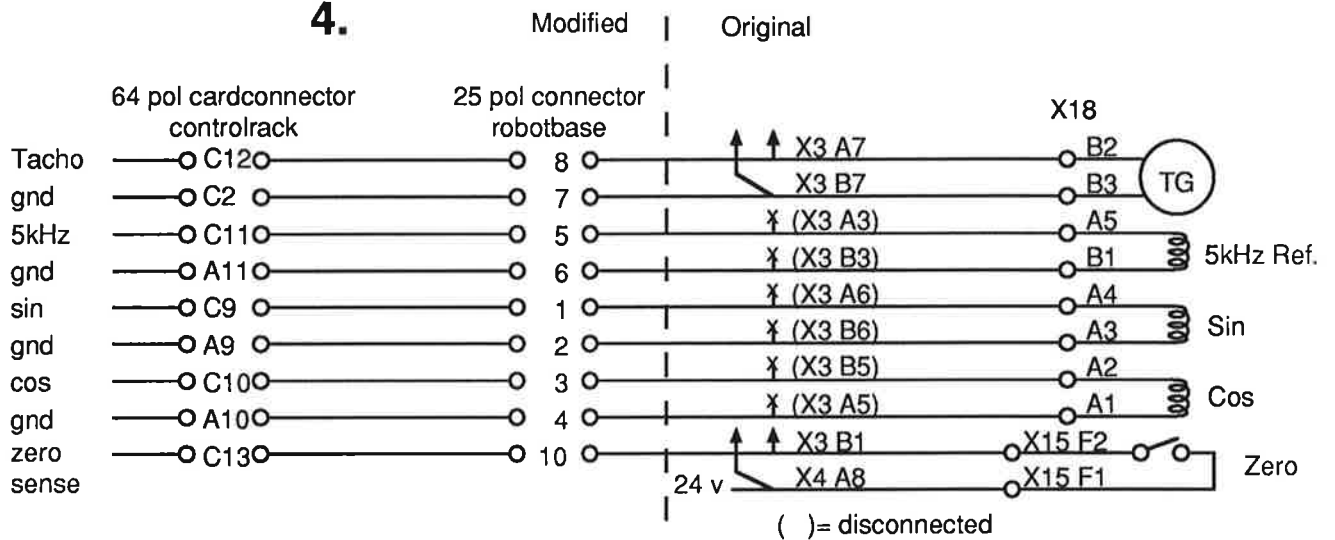 4.
Modified
Original
64 pol cardconnector
controlrack
25 pol connector
robotbase
X18
Tacho C12 8 X3 A7 B2
TG
gnd C2 7 X3 B7 B3
5kHz C11 5 (X3 A3) A5
5kHz Ref.
gnd A11 6 (X3 B3) B1
sin C9 1 (X3 A6) A4
Sin
gnd A9 2 (X3 B6) A3
cos C10 3 (X3 B5) A2
Cos
gnd A10 4 (X3 A5) A1
zero C13 10 X3 B1 X15 F2
Zero
sense 24 v X4 A8 X15 F1
( )= disconnected